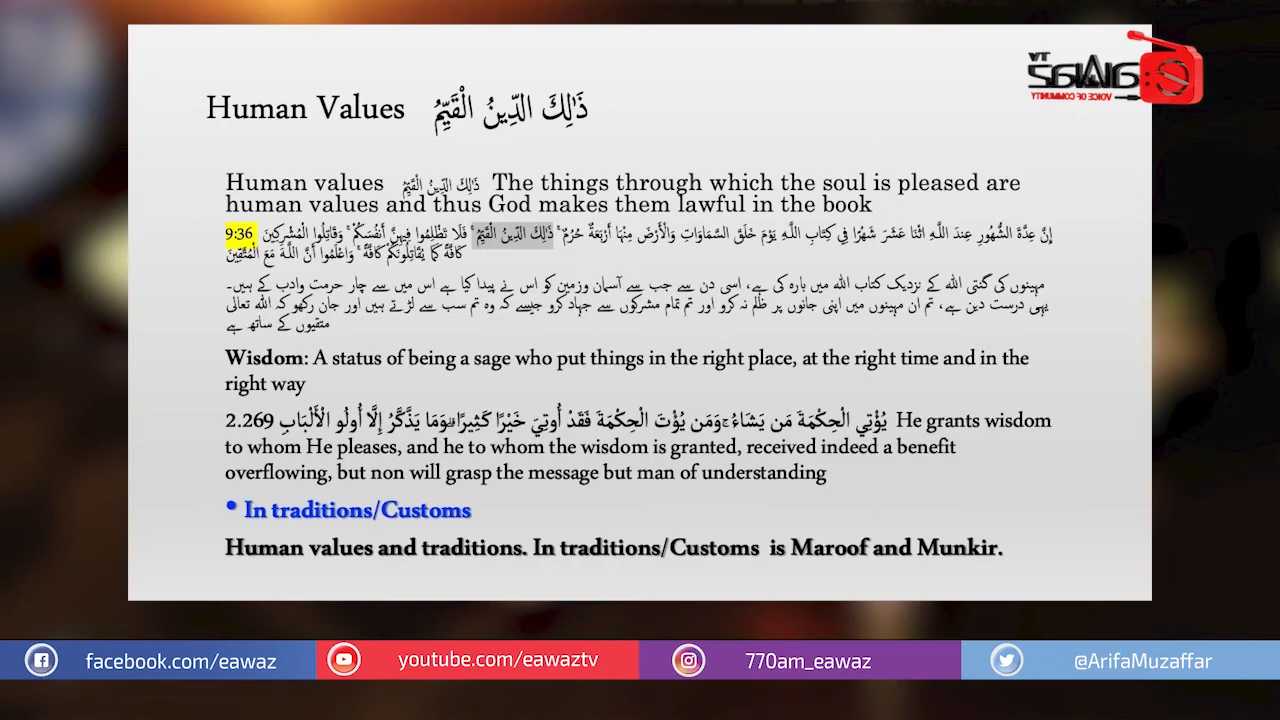 TV
eawaz
VOICE OF COMMUNITY
Human Values ذَٰلِكَ الدِّينُ الْقَيِّمُ
Human values ذَٰلِكَ الدِّينُ الْقَيِّمُ The things through which the soul is pleased are
human values and thus God makes them lawful in the book
9:36 إِنَّ عِدَّةَ الشُّهُورِ عِندَ اللَّهِ اثْنَا عَشَرَ شَهْرًا فِي كِتَابِ اللَّهِ يَوْمَ خَلَقَ السَّمَاوَاتِ وَالْأَرْضَ مِنْهَا أَرْبَعَةٌ حُرُمٌ ۚ ذَٰلِكَ الدِّينُ الْقَيِّمُ ۚ فَلَا تَظْلِمُوا فِيهِنَّ أَنفُسَكُمْ ۚ وَقَاتِلُوا الْمُشْرِكِينَ
كَافَّةً كَمَا يُقَاتِلُونَكُمْ كَافَّةً ۚ وَاعْلَمُوا أَنَّ اللَّهَ مَعَ الْمُتَّقِينَ
مہینوں کی گنتی اللہ کے نزدیک کتاب اللہ میں بارہ کی ہے، اسی دن سے جب سے آسمان وزمین کو اس نے پیدا کیا ہے اس میں سے چار حرمت وادب کے ہیں۔
یہی درست دین ہے، تم ان مہینوں میں اپنی جانوں پر ظلم نہ کرو اور تم تمام مشرکوں سے جہاد کرو جیسے کہ وہ تم سب سے لڑتے ہیں اور جان رکھو کہ اللہ تعالی
متقیوں کے ساتھ ہے
Wisdom: A status of being a sage who put things in the right place, at the right time and in the
right way
2.269 يُؤْتِي الْحِكْمَةَ مَن يَشَاءُ ۚ وَمَن يُؤْتَ الْحِكْمَةَ فَقَدْ أُوتِيَ خَيْرًا كَثِيرًا ۗ وَمَا يَذَّكَّرُ إِلَّا أُولُو الْأَلْبَابِ He grants wisdom
to whom He pleases, and he to whom the wisdom is granted, received indeed a benefit
overflowing, but non will grasp the message but man of understanding
• In traditions/Customs
Human values and traditions. In traditions/Customs is Maroof and Munkir.
facebook.com/eawaz
youtube.com/eawaztv
770am_eawaz
@ArifaMuzaffar